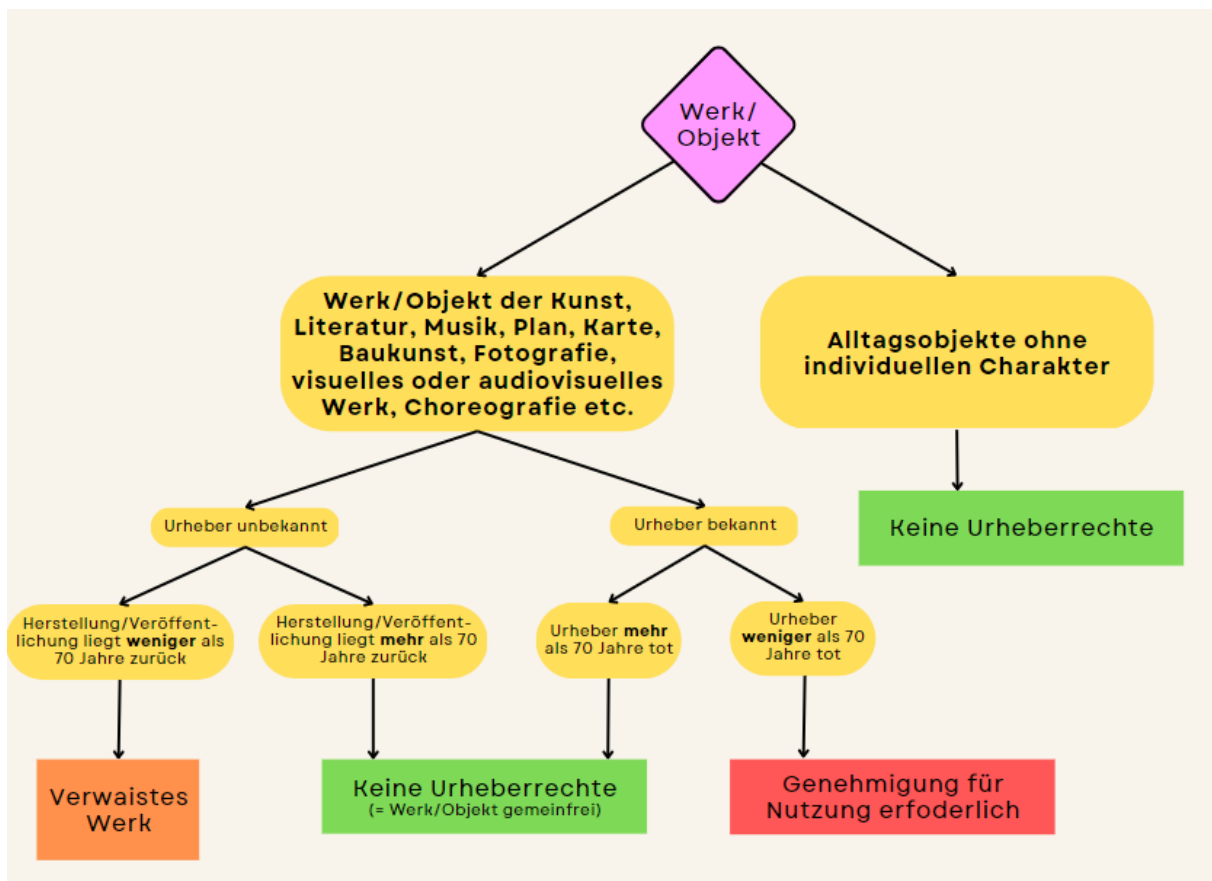 Werk/
Objekt
Werk/Objekt der Kunst,
Literatur, Musik, Plan, Karte,
Baukunst, Fotografie,
visuelles oder audiovisuelles
Werk, Choreografie etc.
Alltagsobjekte ohne
individuellen Charakter
Keine Urheberrechte
Urheber unbekannt
Urheber bekannt
Herstellung/Veröffent-
lichung liegt weniger als
70 Jahre zurück
Herstellung/Veröffent-
lichung liegt mehr als 70
Jahre zurück
Urheber mehr
als 70 Jahre tot
Urheber
weniger als 70
Jahre tot
Verwaistes
Werk
Keine Urheberrechte
(= Werk/Objekt gemeinfrei)
Genehmigung für
Nutzung erfoderlich